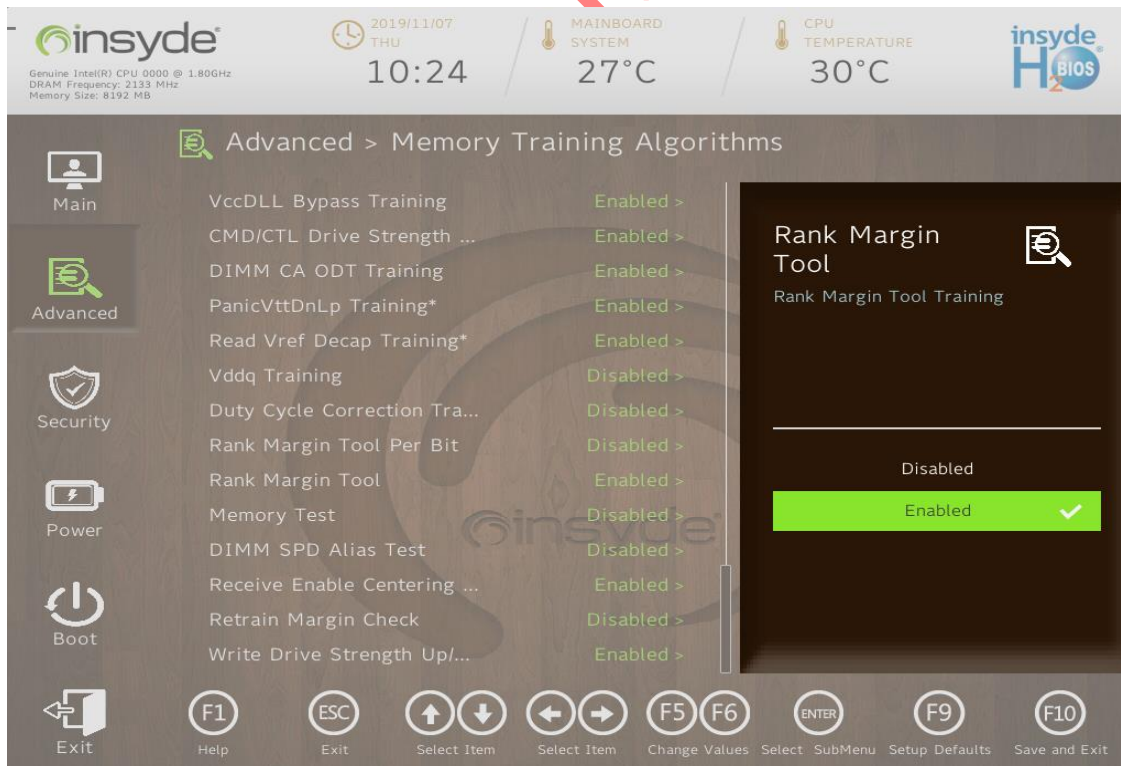 insyde®
Genuine Intel(R) CPU 0000 @ 1.80GHz
DRAM Frequency: 2133 MHz
Memory Size: 8192 MB
2019/11/07
THU
10:24
MAINBOARD
SYSTEM
27°C
CPU
TEMPERATURE
30°C
insyde®
H2BIOS
Advanced > Memory Training Algorithms
Main
Advanced
Security
Power
Boot
Exit
VccDLL Bypass Training Enabled >
CMD/CTL Drive Strength ... Enabled >
DIMM CA ODT Training Enabled >
PanicVttDnLp Training* Enabled >
Read Vref Decap Training* Enabled >
Vddq Training Disabled >
Duty Cycle Correction Tra... Disabled >
Rank Margin Tool Per Bit Disabled >
Rank Margin Tool Enabled >
Memory Test Disabled >
DIMM SPD Alias Test Disabled >
Receive Enable Centering ... Enabled >
Retrain Margin Check Disabled >
Write Drive Strength Up/... Enabled >
insyde
Rank Margin
Tool
Rank Margin Tool Training
Disabled
Enabled
F1 Help
ESC Exit
Select Item
Select Item
F5 F6 Change Values
ENTER Select SubMenu
F9 Setup Defaults
F10 Save and Exit